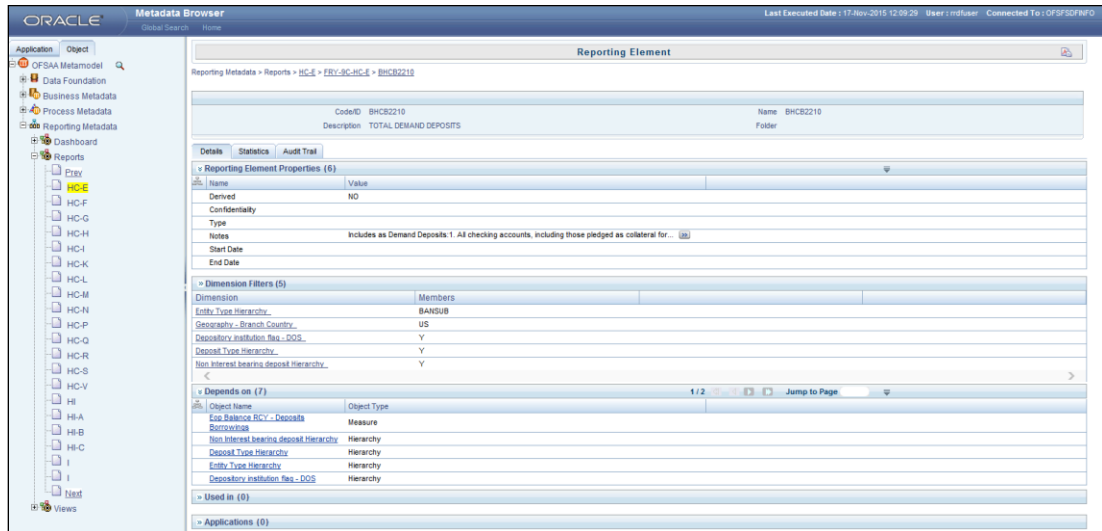 ORACLE
Metadata Browser
Last Executed Date : 17-Nov-2015 12:09:29 User : mdfuser Connected To : OFSFSDFINFO
Global Search Home
Application Object
OFSAA Metamodel
Data Foundation
Business Metadata
Process Metadata
Reporting Metadata
Dashboard
Reports
Prev
HC-E
HC-F
HC-G
HC-H
HC-I
HC-K
HC-L
HC-M
HC-N
HC-P
HC-Q
HC-R
HC-S
HC-V
HI
HI-A
HI-B
HI-C
I
I
Next
Views
Reporting Element
Reporting Metadata > Reports > HC-E > FRY-9C-HC-E > BHCB2210
Code/ID BHCB2210 Name BHCB2210
Description TOTAL DEMAND DEPOSITS Folder
Details Statistics Audit Trail
Reporting Element Properties (6)
Name Value
Derived NO
Confidentiality
Type
Notes Includes as Demand Deposits:1. All checking accounts, including those pledged as collateral for...
Start Date
End Date
Dimension Filters (5)
Dimension Members
Entity Type Hierarchy BANSUB
Geography - Branch Country US
Depository institution flag - DOS Y
Deposit Type Hierarchy Y
Non Interest bearing deposit Hierarchy Y
Depends on (7) 1/2 Jump to Page
Object Name Object Type
Eop Balance RCY - Deposits
Borrowings Measure
Non Interest bearing deposit Hierarchy Hierarchy
Deposit Type Hierarchy Hierarchy
Entity Type Hierarchy Hierarchy
Depository institution flag - DOS Hierarchy
Used in (0)
Applications (0)